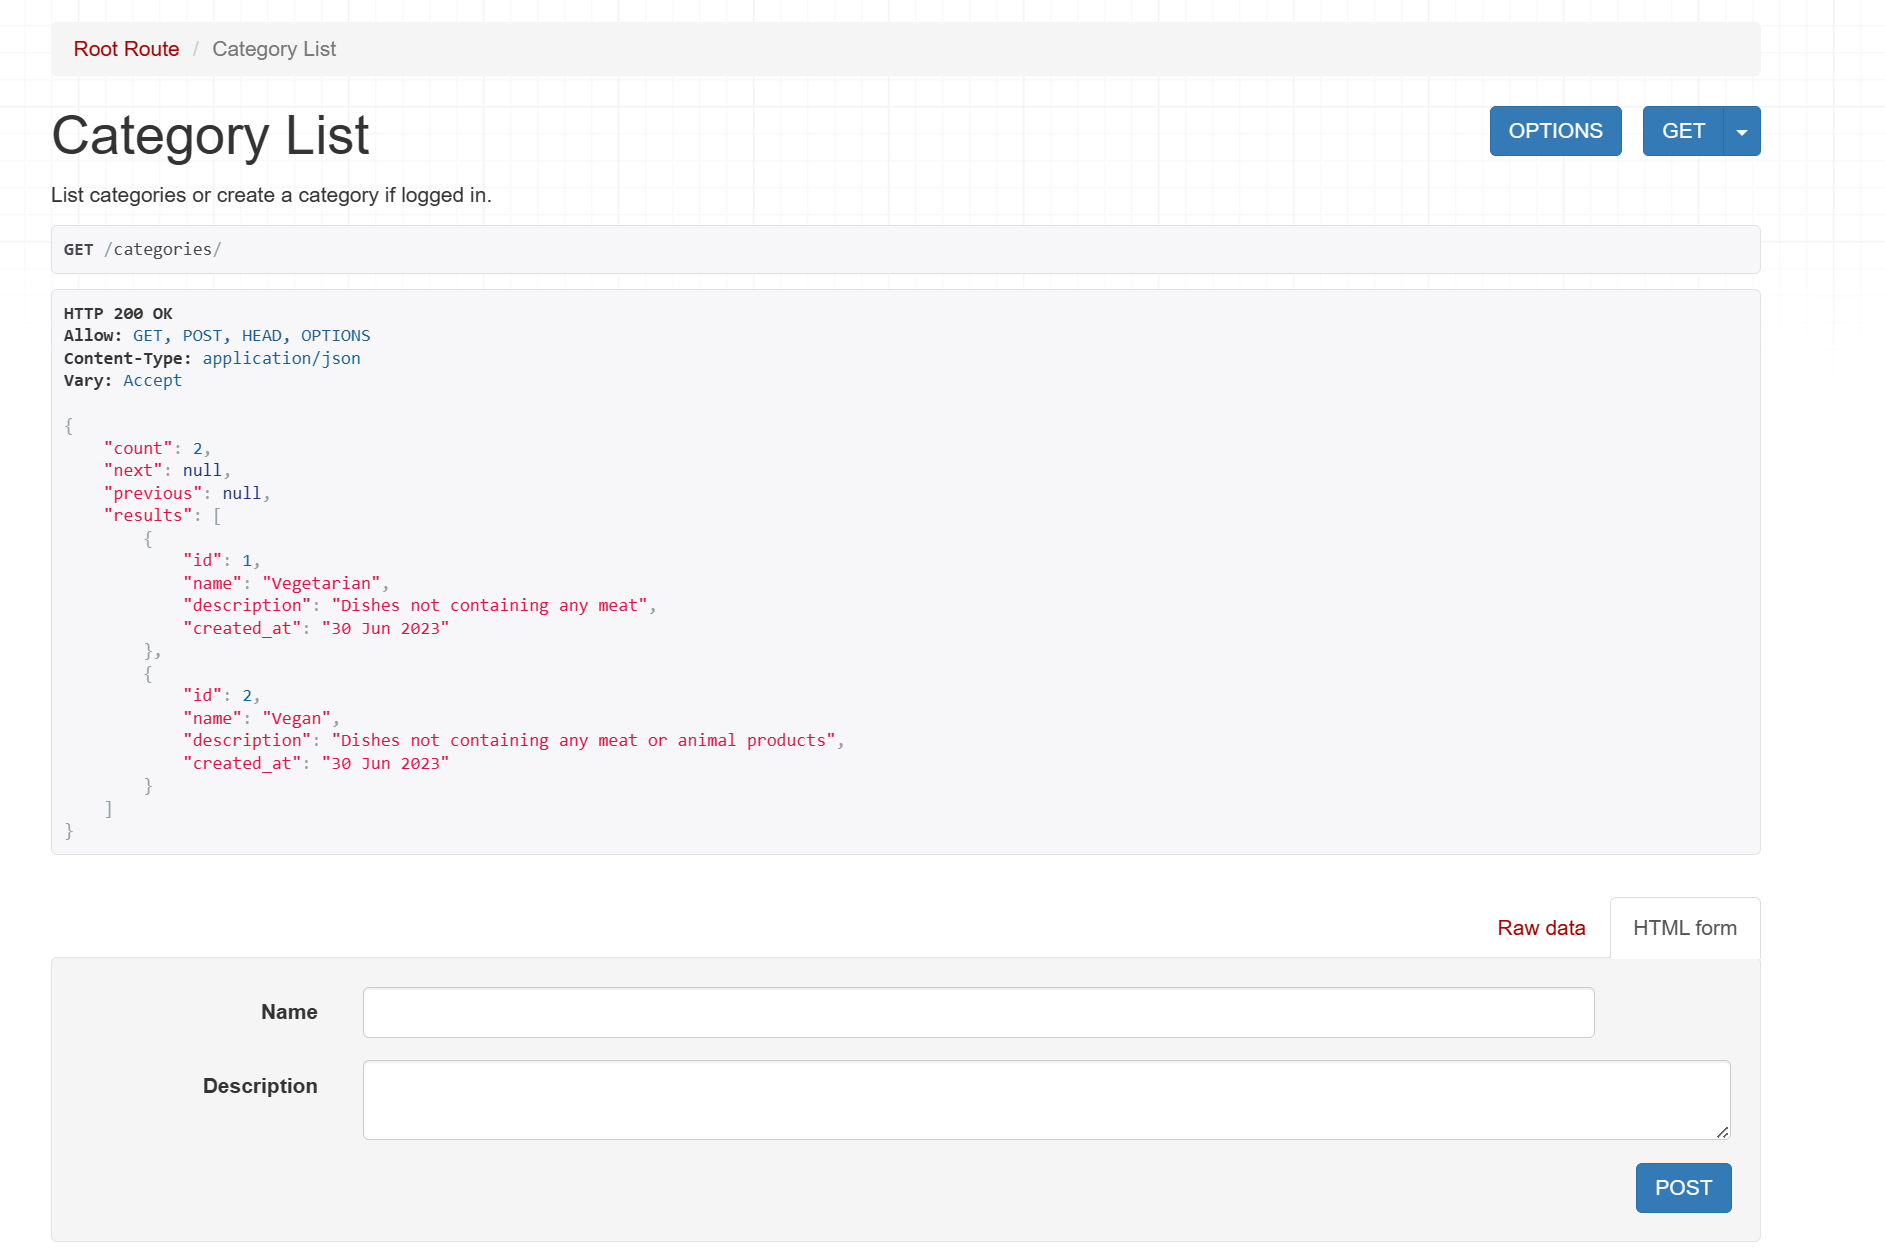 Root Route / Category List
Category List
OPTIONS
GET
List categories or create a category if logged in.
GET /categories/
HTTP 200 OK
Allow: GET, POST, HEAD, OPTIONS
Content-Type: application/json
Vary: Accept
{
    "count": 2,
    "next": null,
    "previous": null,
    "results": [
        {
            "id": 1,
            "name": "Vegetarian",
            "description": "Dishes not containing any meat",
            "created_at": "30 Jun 2023"
        },
        {
            "id": 2,
            "name": "Vegan",
            "description": "Dishes not containing any meat or animal products",
            "created_at": "30 Jun 2023"
        }
    ]
}
Raw data
HTML form
Name
Description
POST